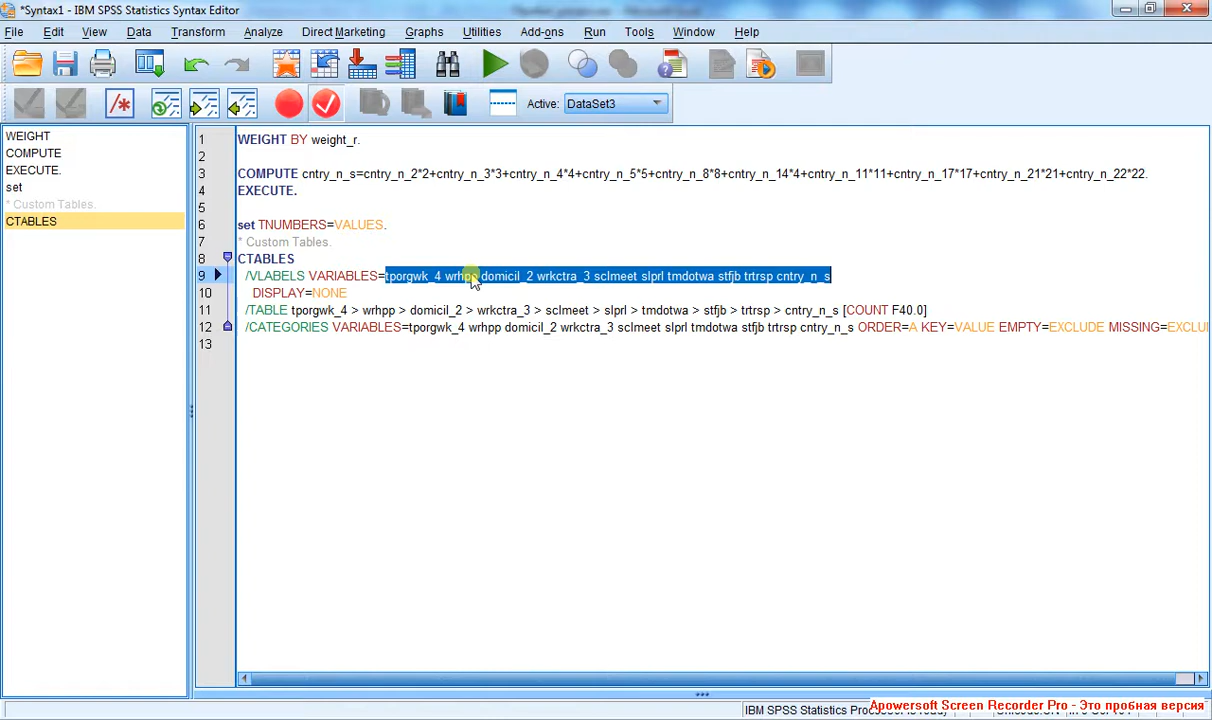 *Syntax1 - IBM SPSS Statistics Syntax Editor
File Edit View Data Transform Analyze Direct Marketing Graphs Utilities Add-ons Run Tools Window Help
Active: DataSet3
WEIGHT
COMPUTE
EXECUTE.
set
* Custom Tables.
CTABLES
1 WEIGHT BY weight_r.
2
3 COMPUTE cntry_n_s=cntry_n_2*2+cntry_n_3*3+cntry_n_4*4+cntry_n_5*5+cntry_n_8*8+cntry_n_14*4+cntry_n_11*11+cntry_n_17*17+cntry_n_21*21+cntry_n_22*22.
4 EXECUTE.
5
6 set TNUMBERS=VALUES.
7 * Custom Tables.
8 CTABLES
9 /VLABELS VARIABLES=tporgwk_4 wrhpp domicil_2 wrkctra_3 sclmeet slprl tmdotwa stfjb trtrsp cntry_n_s
10 DISPLAY=NONE
11 /TABLE tporgwk_4 > wrhpp > domicil_2 > wrkctra_3 > sclmeet > slprl > tmdotwa > stfjb > trtrsp > cntry_n_s [COUNT F40.0]
12 /CATEGORIES VARIABLES=tporgwk_4 wrhpp domicil_2 wrkctra_3 sclmeet slprl tmdotwa stfjb trtrsp cntry_n_s ORDER=A KEY=VALUE EMPTY=EXCLUDE MISSING=EXCLU
13
IBM SPSS Statistics
Apowersoft Screen Recorder Pro - Это пробная версия